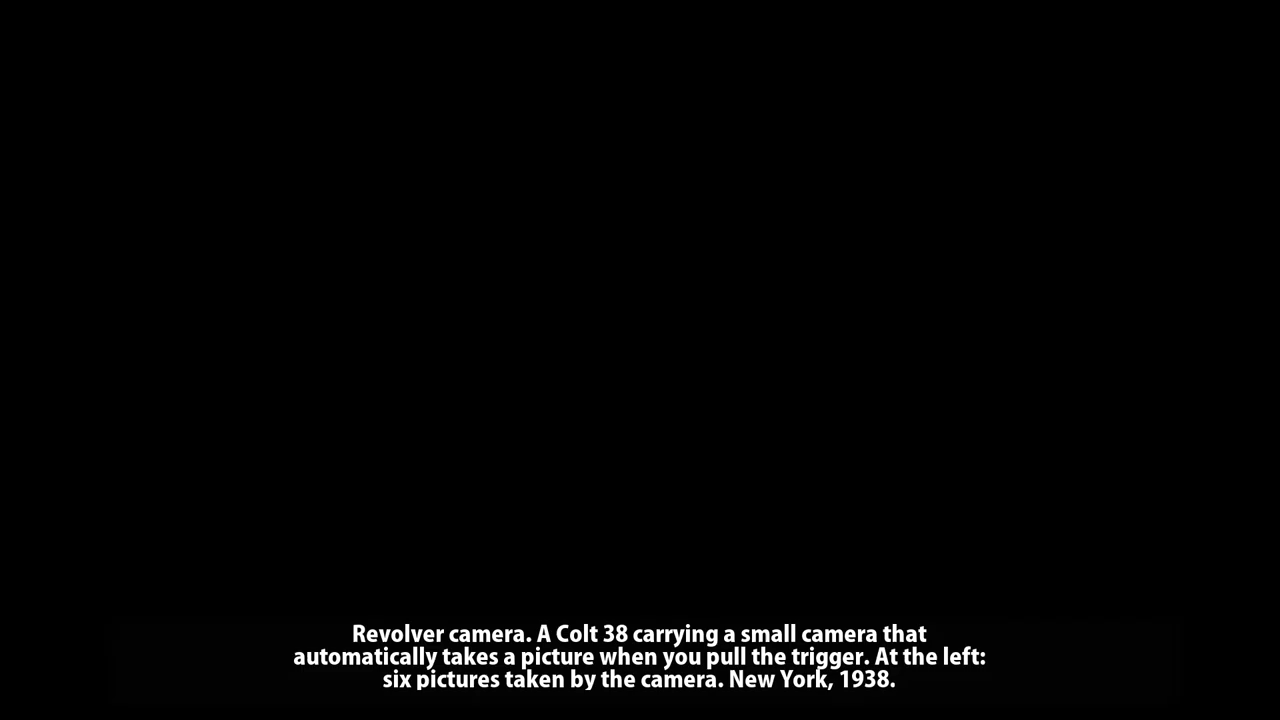 Revolver camera. A Colt 38 carrying a small camera that
automatically takes a picture when you pull the trigger. At the left:
six pictures taken by the camera. New York, 1938.